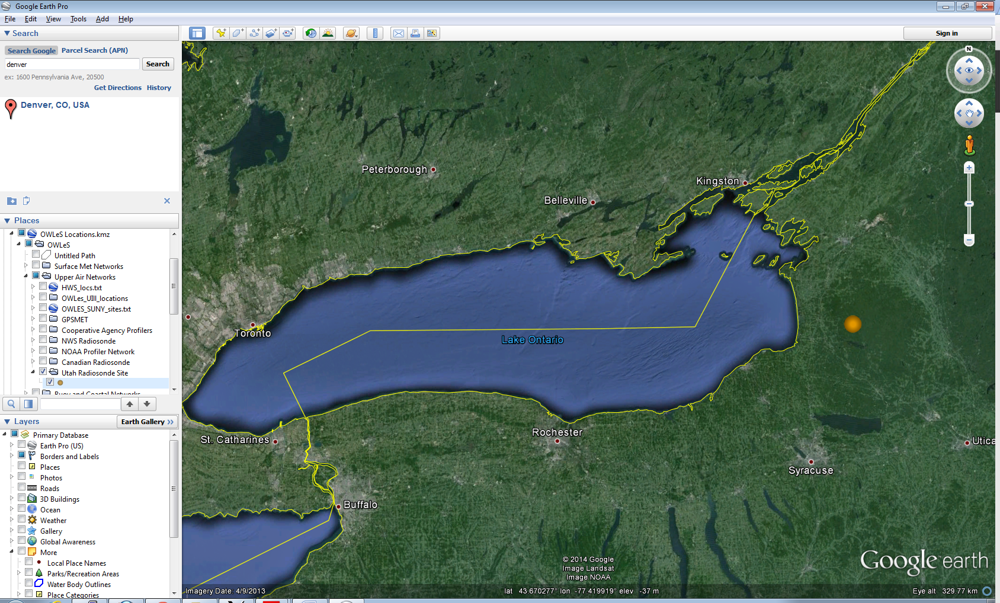 Google Earth Pro
File Edit View Tools Add Help
Search
Search Google Parcel Search (APN)
denver Search
ex: 1600 Pennsylvania Ave, 20500
Get Directions History
Denver, CO, USA
Places
OWLeS Locations.kmz
OWLeS
Untitled Path
Surface Met Networks
Upper Air Networks
HWS_locs.txt
OWLes_UIll_locations
OWLES_SUNY_sites.txt
GPSMET
Cooperative Agency Profilers
NWS Radiosonde
NOAA Profiler Network
Canadian Radiosonde
Utah Radiosonde Site
Buoy and Coastal Networks
Layers Earth Gallery >>
Primary Database
Earth Pro (US)
Borders and Labels
Places
Photos
Roads
3D Buildings
Ocean
Weather
Gallery
Global Awareness
More
Local Place Names
Parks/Recreation Areas
Water Body Outlines
Place Categories
Sign in
N
Peterborough
Kingston
Belleville
Toronto
Lake Ontario
Rochester
St. Catharines
Utica
Syracuse
Buffalo
© 2014 Google
Image Landsat
Image NOAA
Google earth
Imagery Date: 4/9/2013
lat 43.670277° lon -77.419919° elev -37 m
Eye alt 329.77 km